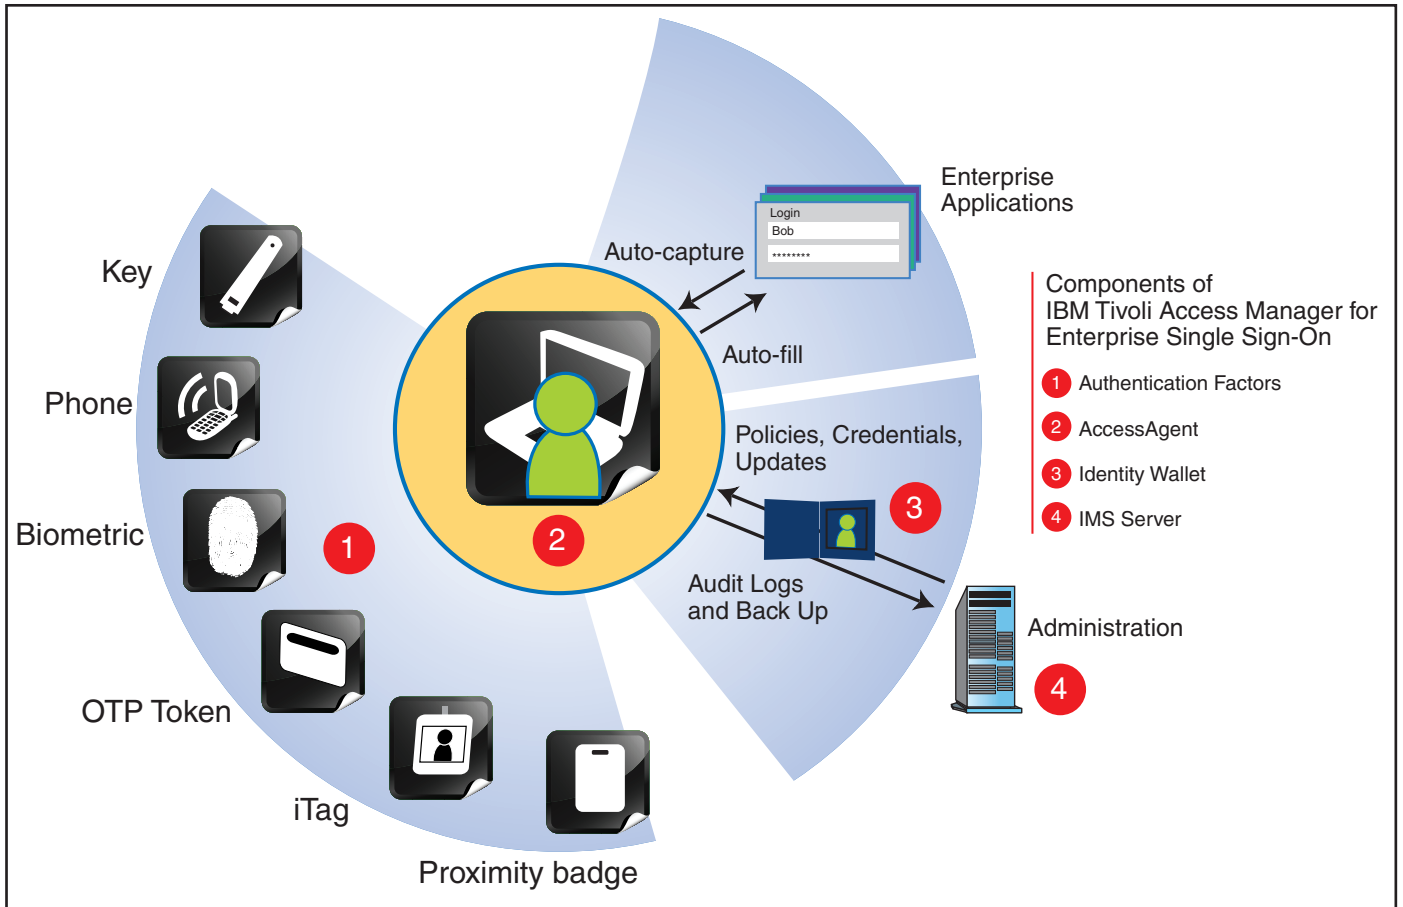 Enterprise
Applications
Login
Bob
********
Auto-capture
Auto-fill
Key
Phone
Biometric
OTP Token
iTag
Proximity badge
1
2
Policies, Credentials,
Updates
3
Audit Logs
and Back Up
Administration
4
Components of
IBM Tivoli Access Manager for
Enterprise Single Sign-On
1 Authentication Factors
2 AccessAgent
3 Identity Wallet
4 IMS Server